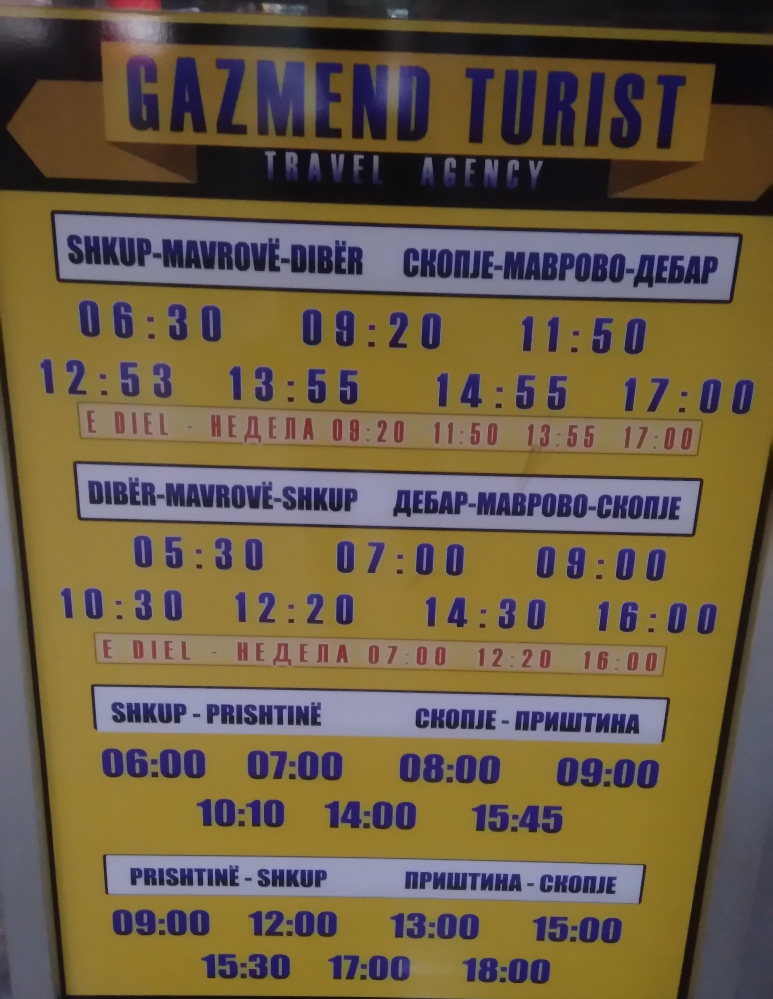 GAZMEND TURIST
TRAVEL AGENCY
SHKUP-MAVROVË-DIBËR СКОПЈЕ-МАВРОВО-ДЕБАР
06:30 09:20 11:50
12:53 13:55 14:55 17:00
E DIEL - НЕДЕЛА 09:20 11:50 13:55 17:00
DIBËR-MAVROVË-SHKUP ДЕБАР-МАВРОВО-СКОПЈЕ
05:30 07:00 09:00
10:30 12:20 14:30 16:00
E DIEL - НЕДЕЛА 07:00 12:20 16:00
SHKUP - PRISHTINË СКОПЈЕ - ПРИШТИНА
06:00 07:00 08:00 09:00
10:10 14:00 15:45
PRISHTINË - SHKUP ПРИШТИНА - СКОПЈЕ
09:00 12:00 13:00 15:00
15:30 17:00 18:00